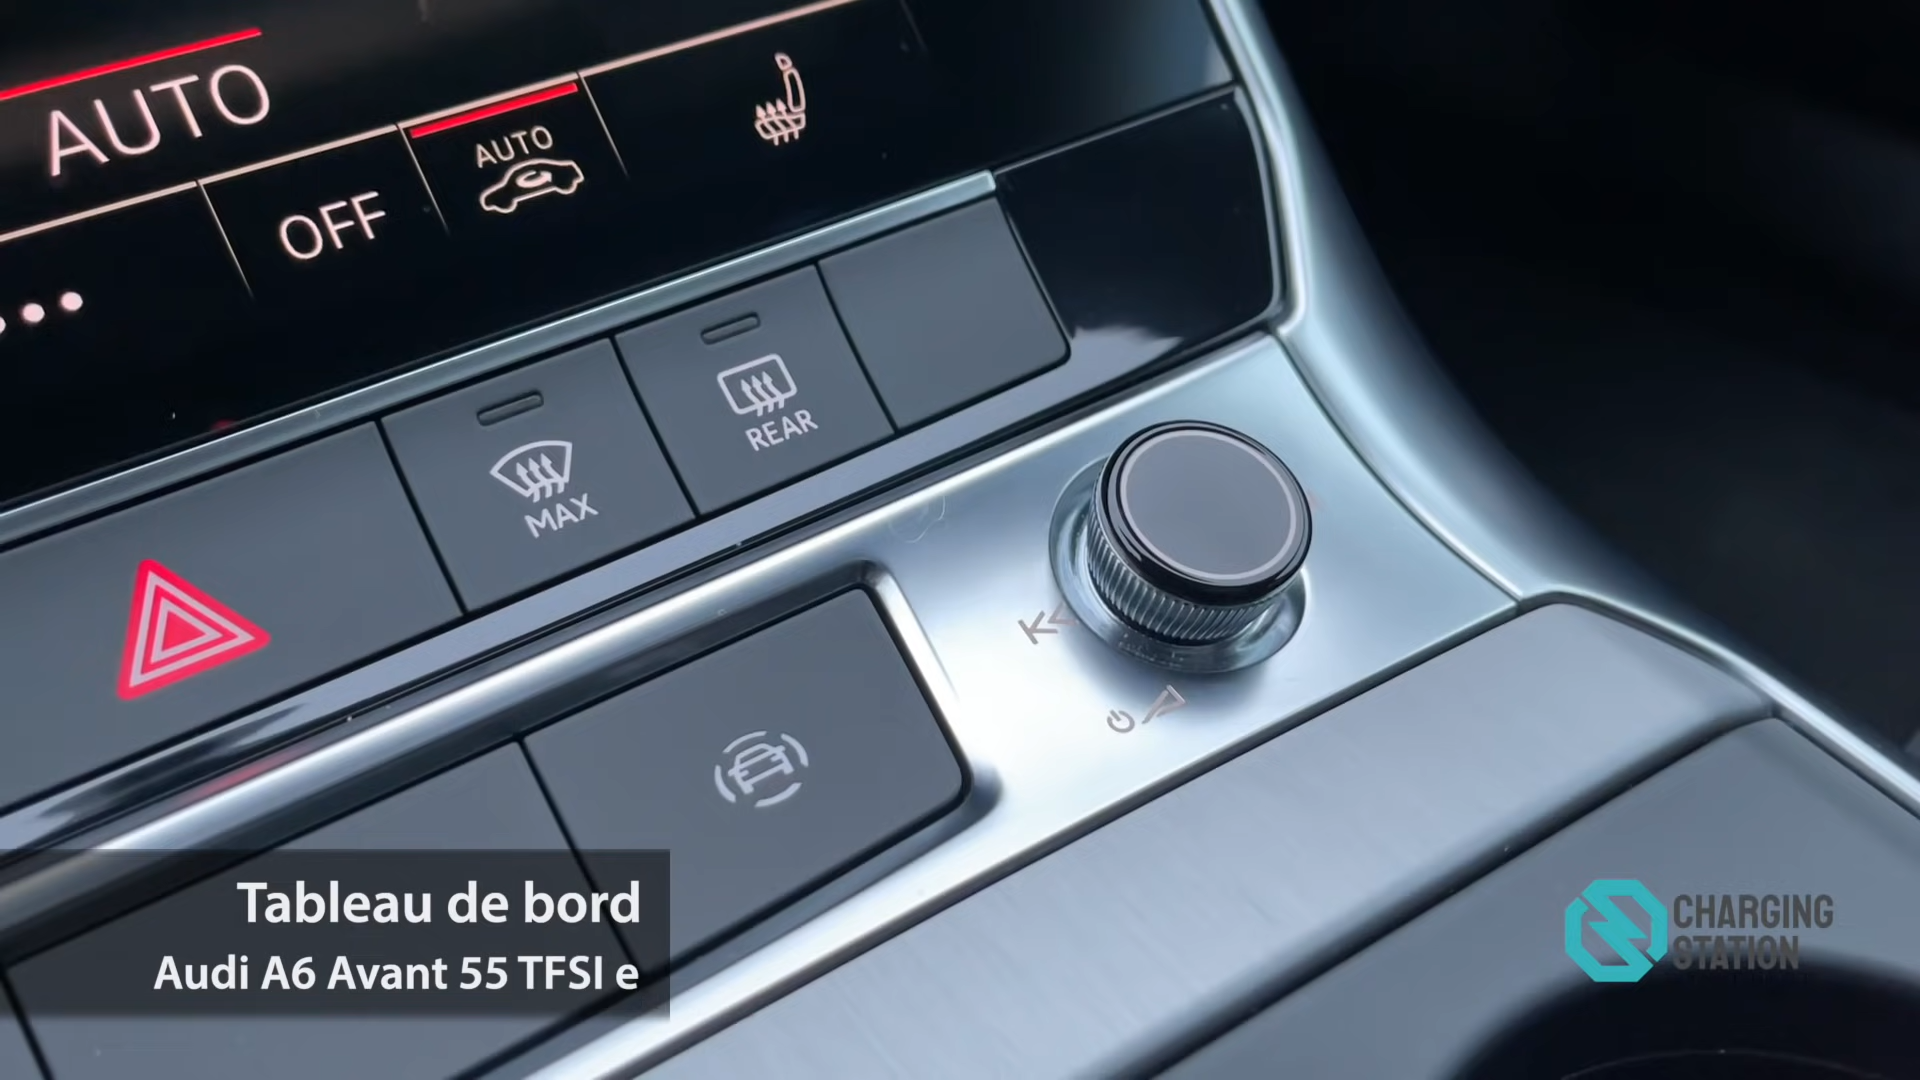 AUTO
AUTO
OFF
REAR
MAX
Tableau de bord
Audi A6 Avant 55 TFSI e
CHARGING
STATION